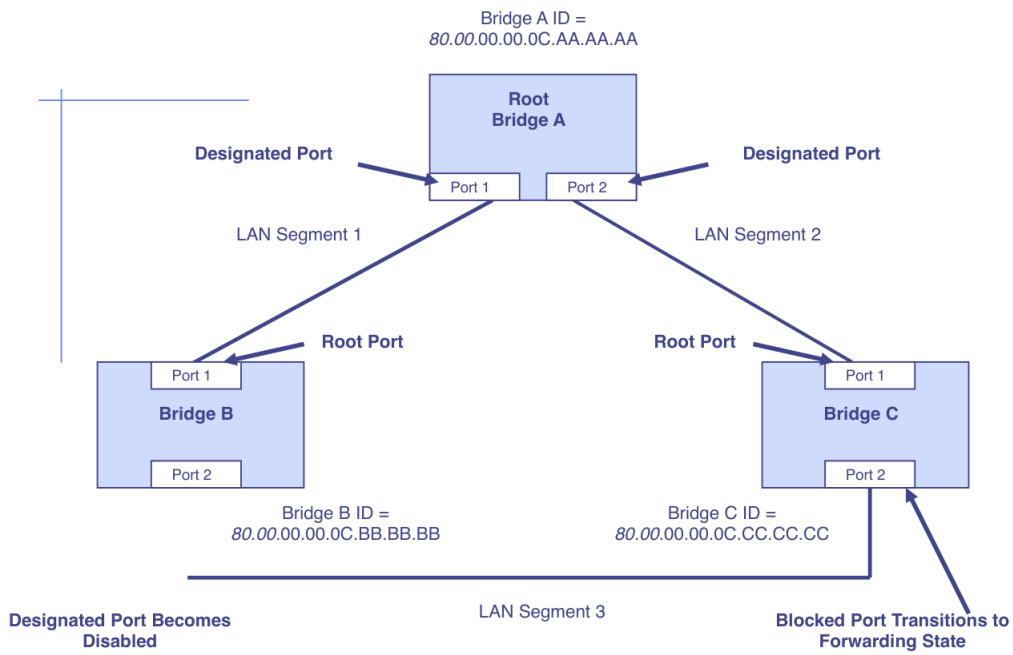 Bridge A ID =
80.00.00.00.0C.AA.AA.AA
Root
Bridge A
Designated Port
Designated Port
Port 1
Port 2
LAN Segment 1
LAN Segment 2
Root Port
Root Port
Port 1
Port 1
Bridge B
Bridge C
Port 2
Port 2
Bridge B ID =
80.00.00.00.0C.BB.BB.BB
Bridge C ID =
80.00.00.00.0C.CC.CC.CC
LAN Segment 3
Designated Port Becomes
Disabled
Blocked Port Transitions to
Forwarding State